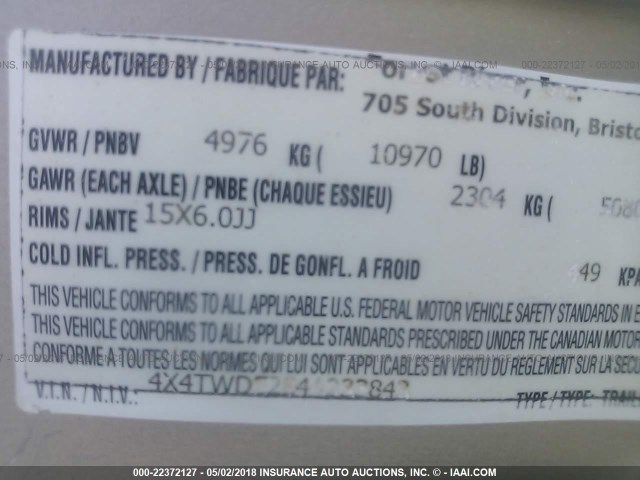 MANUFACTURED BY / FABRIQUE PAR:
705 South Division, Bristo
GVWR / PNBV 4976 KG ( 10970 LB)
GAWR (EACH AXLE) / PNBE (CHAQUE ESSIEU) 2304 KG ( 5080
RIMS / JANTE 15X6.0JJ
COLD INFL. PRESS. / PRESS. DE GONFL. A FROID 49 KPA
THIS VEHICLE CONFORMS TO ALL APPLICABLE U.S. FEDERAL MOTOR VEHICLE SAFETY STANDARDS IN E
THIS VEHICLE CONFORMS TO ALL APPLICABLE STANDARDS PRESCRIBED UNDER THE CANADIAN MOTOR
CONFORME A TOUTES LES NORMES QUI LUI SONT APPLICABLES EN VERTU DU REGLEMENT SUR LA SECU
V.I.N. / N.I.V.: TYPE / TYPE: TRAIL
000-22372127 - 05/02/2018 INSURANCE AUTO AUCTIONS, INC. - © - IAAI.COM